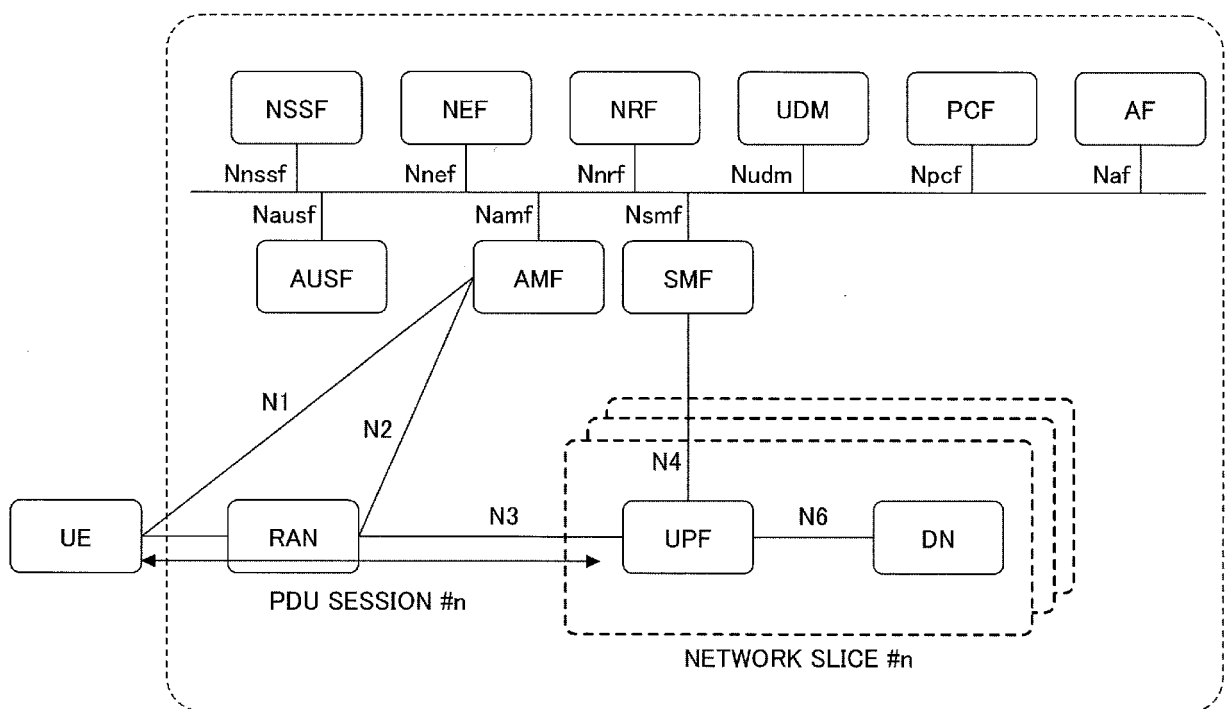 NSSF NEF NRF UDM PCF AF
Nnssf Nnef Nnrf Nudm Npcf Naf
Nausf Namf Nsmf
AUSF AMF SMF
N1
N2
N4
N3
N6
UE RAN UPF DN
PDU SESSION #n
NETWORK SLICE #n